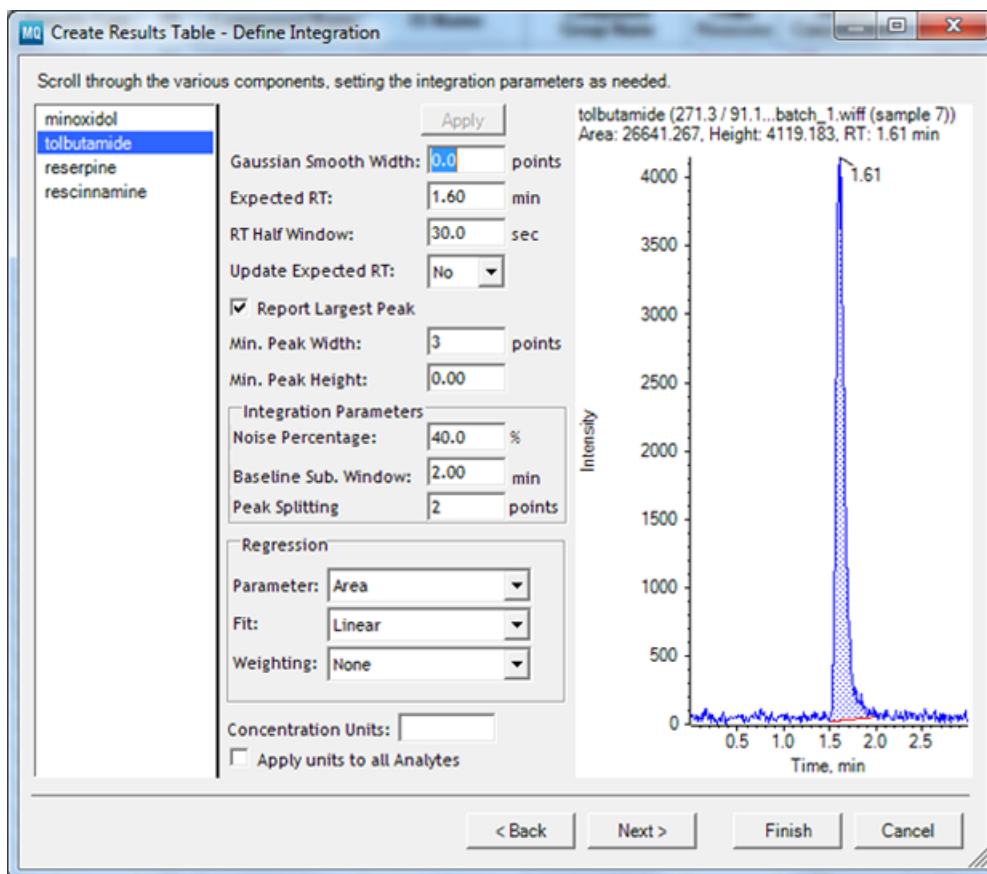 MQ Create Results Table - Define Integration
Scroll through the various components, setting the integration parameters as needed.
minoxidol
tolbutamide
reserpine
rescinnamine
Apply
Gaussian Smooth Width: 0.0 points
Expected RT: 1.60 min
RT Half Window: 30.0 sec
Update Expected RT: No
Report Largest Peak
Min. Peak Width: 3 points
Min. Peak Height: 0.00
Integration Parameters
Noise Percentage: 40.0 %
Baseline Sub. Window: 2.00 min
Peak Splitting 2 points
Regression
Parameter: Area
Fit: Linear
Weighting: None
Concentration Units:
Apply units to all Analytes
tolbutamide (271.3 / 91.1...batch_1.wiff (sample 7))
Area: 26641.267, Height: 4119.183, RT: 1.61 min
1.61
Intensity
4000
3500
3000
2500
2000
1500
1000
500
0
0.5 1.0 1.5 2.0 2.5
Time, min
< Back Next > Finish Cancel